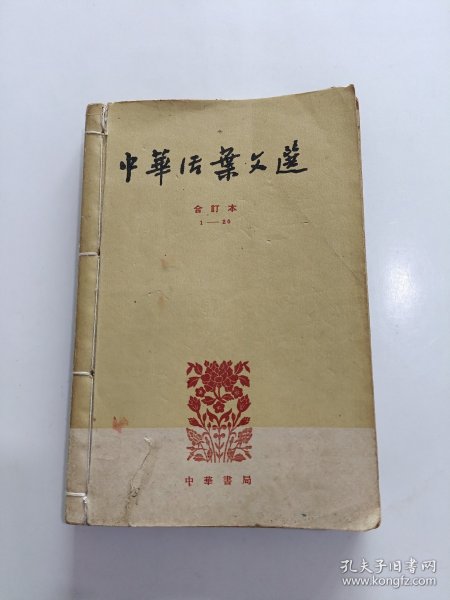 中華活葉文選
合訂本
1—20
中華書局
孔夫子旧书网
www.kongfz.com